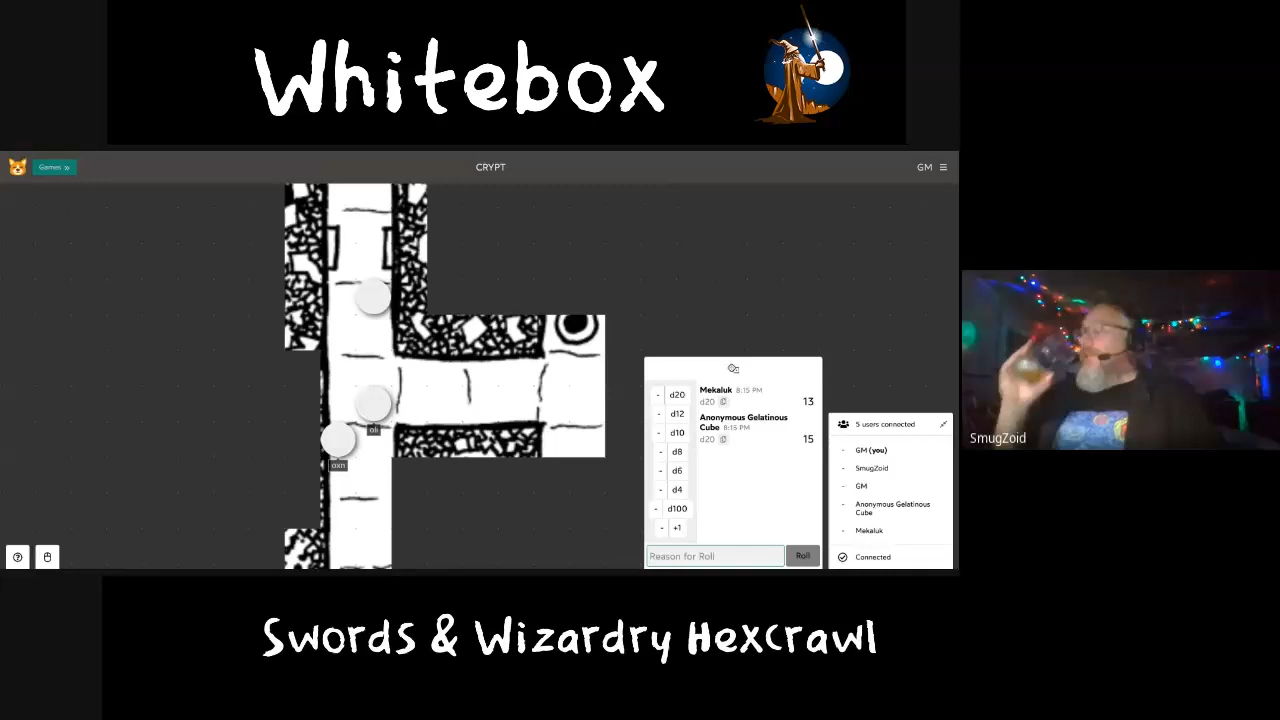 Whitebox
Games »
CRYPT
GM
oli
oxn
- d20
- d12
- d10
- d8
- d6
- d4
- d100
- +1
Mekaluk 8:15 PM
d20 13
Anonymous Gelatinous
Cube 8:15 PM
d20 15
Reason for Roll
Roll
5 users connected
- GM (you)
- SmugZoid
- GM
- Anonymous Gelatinous
Cube
- Mekaluk
Connected
SmugZoid
Swords & Wizardry Hexcrawl